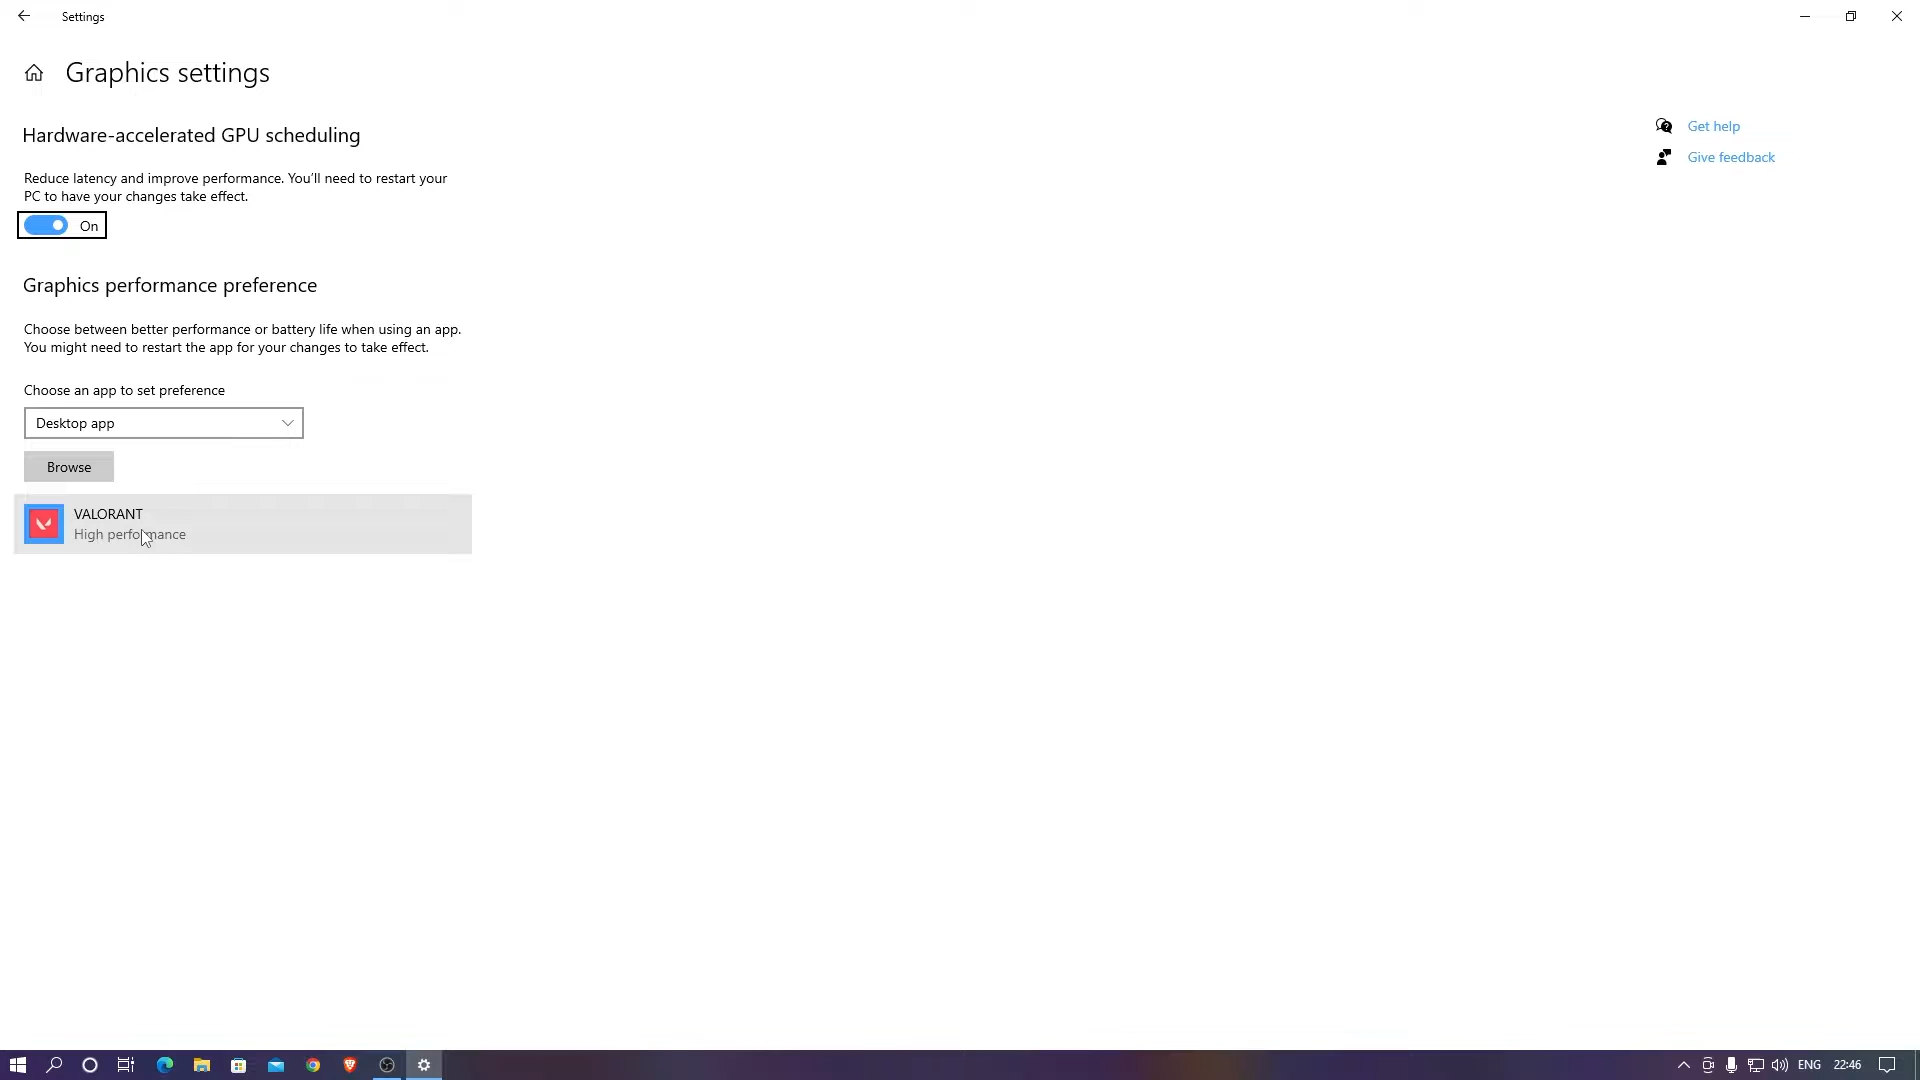 Settings
Graphics settings
Hardware-accelerated GPU scheduling
Reduce latency and improve performance. You'll need to restart your
PC to have your changes take effect.
On
Graphics performance preference
Choose between better performance or battery life when using an app.
You might need to restart the app for your changes to take effect.
Choose an app to set preference
Desktop app
Browse
VALORANT
High performance
Get help
Give feedback
ENG
22:46